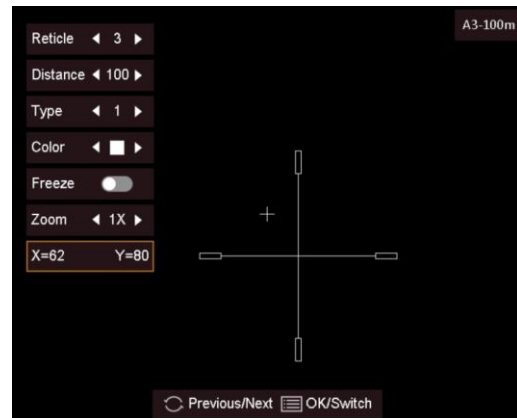 A3-100m
Reticle 3
Distance 100
Type 1
Color
Freeze
Zoom 1X
X=62 Y=80
Previous/Next OK/Switch